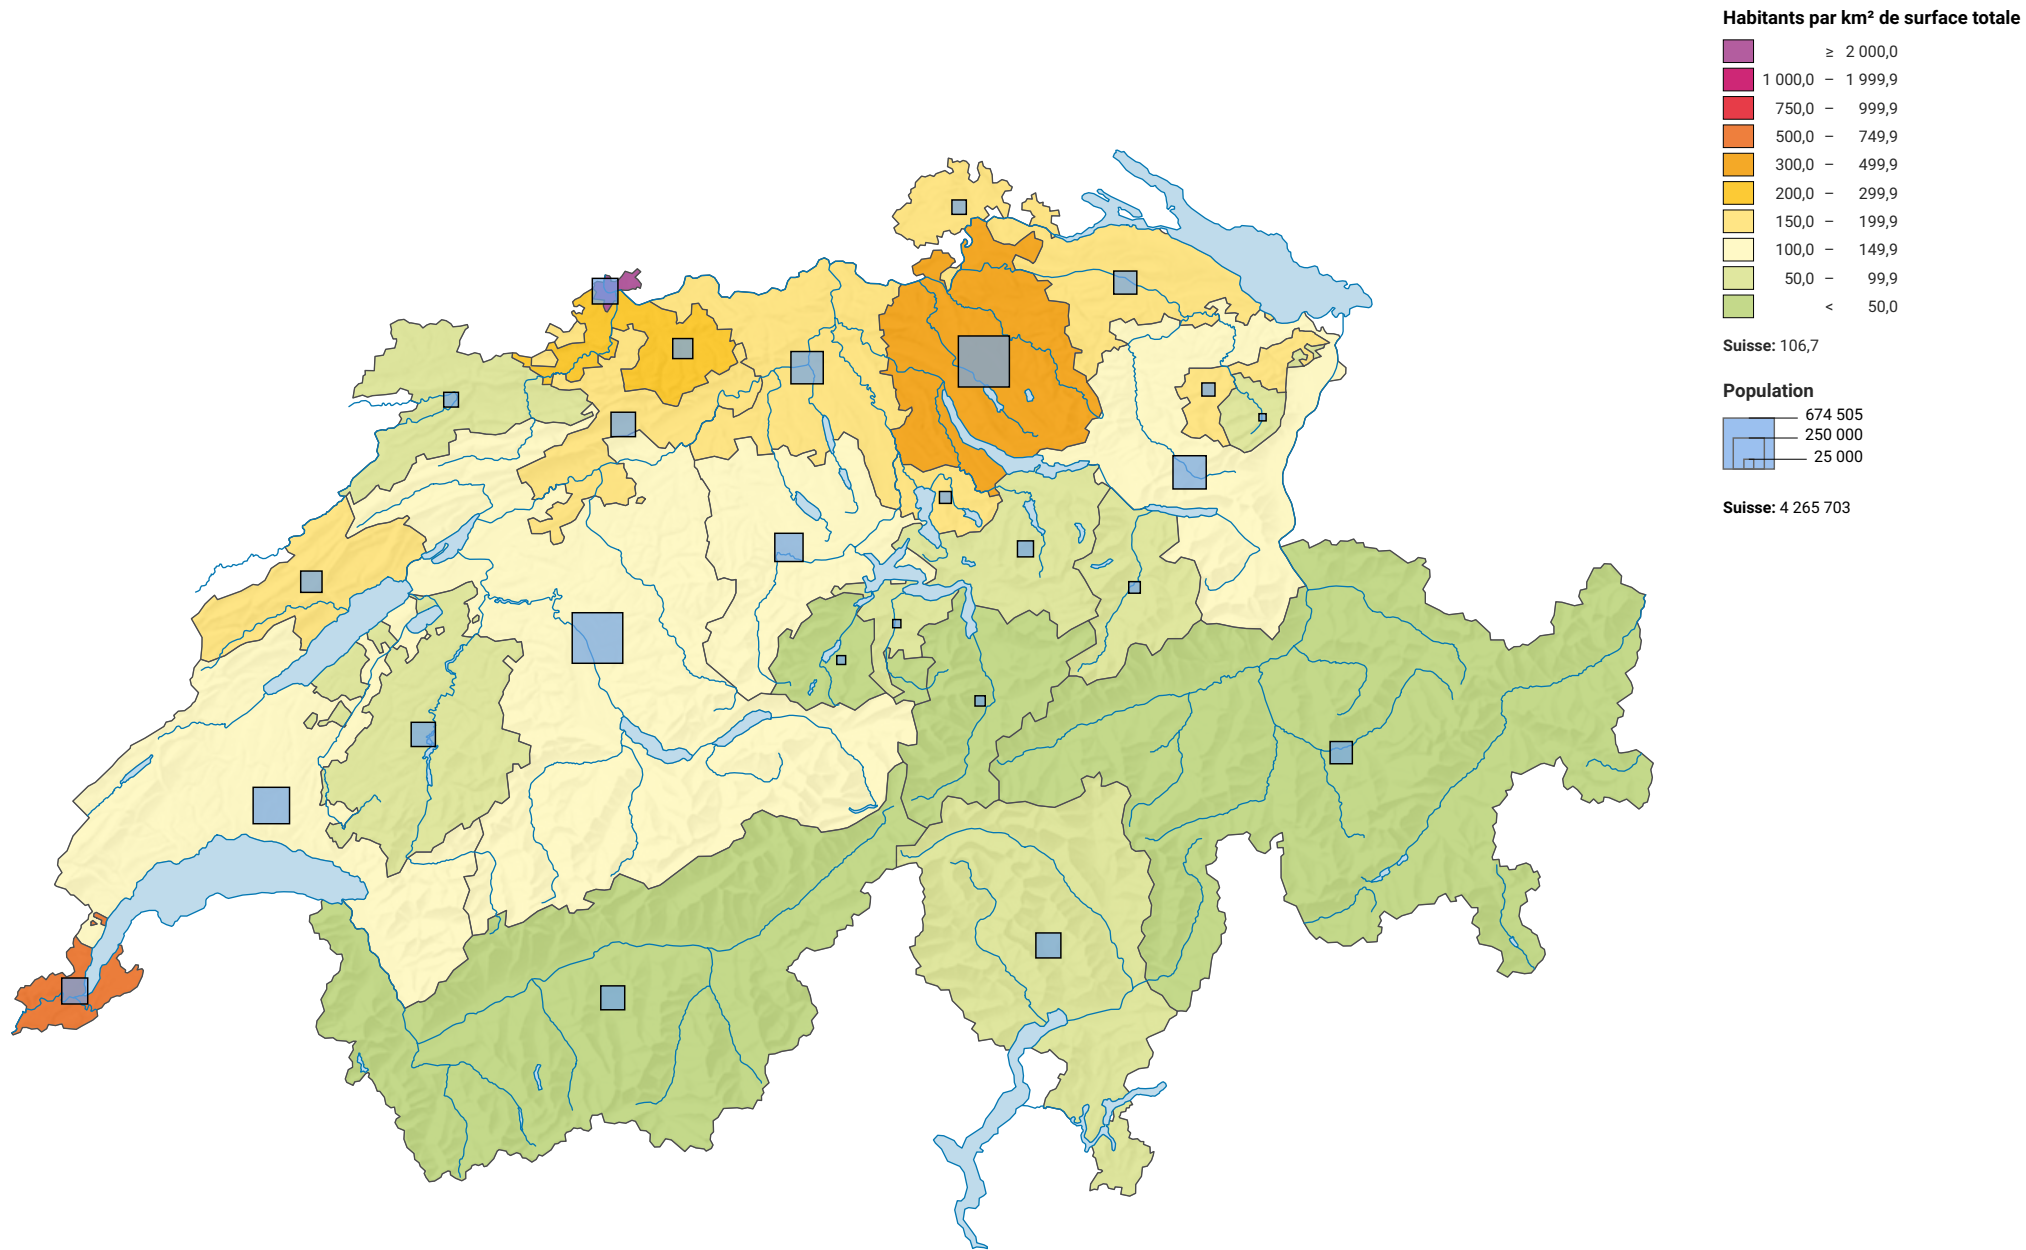 Habitants par km² de surface totale
≥ 2 000,0
1 000,0 – 1 999,9
750,0 – 999,9
500,0 – 749,9
300,0 – 499,9
200,0 – 299,9
150,0 – 199,9
100,0 – 149,9
50,0 – 99,9
< 50,0
Suisse: 106,7
Population
674 505
250 000
25 000
Suisse: 4 265 703